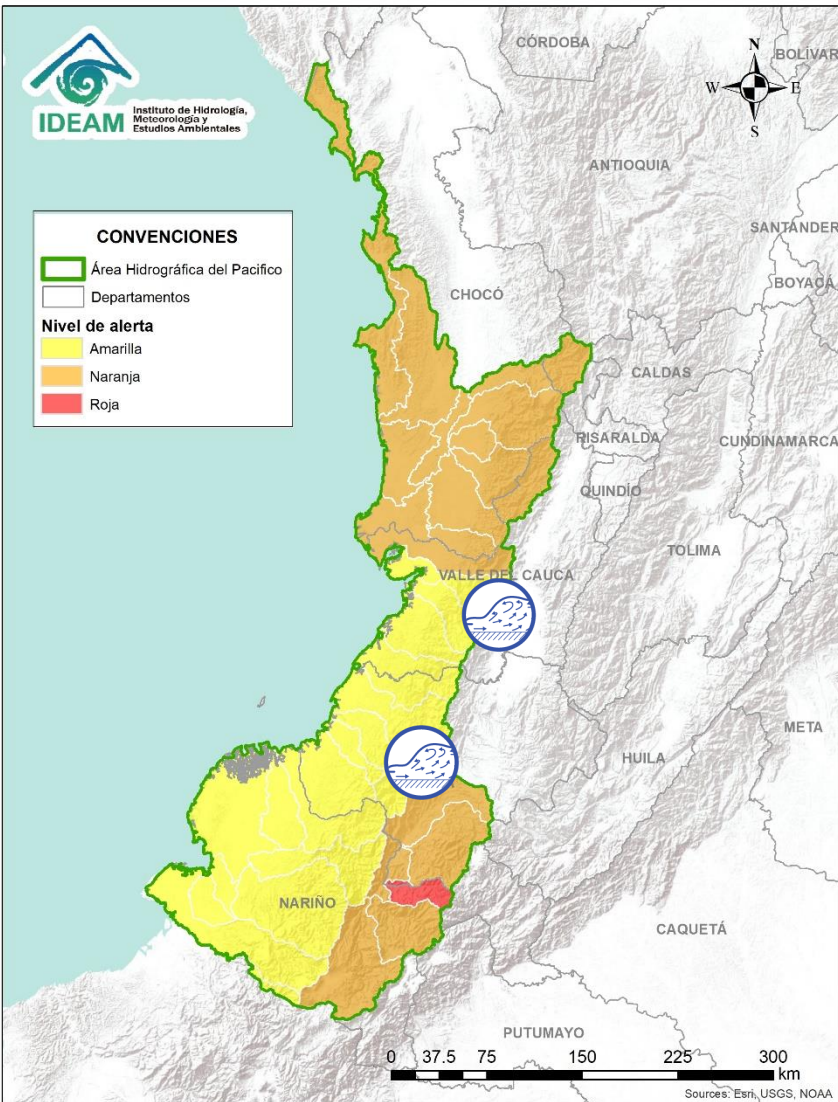 IDEAM
Instituto de Hidrología,
Meteorología y
Estudios Ambientales
CÓRDOBA
BOLÍVAR
N
W
E
S
ANTIOQUIA
SANTANDER
BOYACÁ
CONVENCIONES
Área Hidrográfica del Pacifico
Departamentos
Nivel de alerta
Amarilla
Naranja
Roja
CHOCÓ
CALDAS
RISARALDA
CUNDINAMARCA
QUINDÍO
TOLIMA
VALLE DEL CAUCA
META
HUILA
NARIÑO
CAQUETÁ
PUTUMAYO
0 37.5 75 150 225 300
km
Sources: Esri, USGS, NOAA